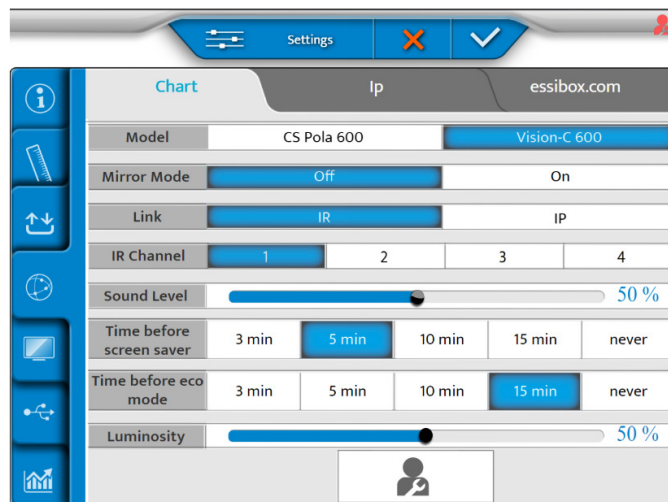 Settings
Chart Ip essibox.com
Model CS Pola 600 Vision-C 600
Mirror Mode Off On
Link IR IP
IR Channel 1 2 3 4
Sound Level 50 %
Time before
screen saver 3 min 5 min 10 min 15 min never
Time before eco
mode 3 min 5 min 10 min 15 min never
Luminosity 50 %